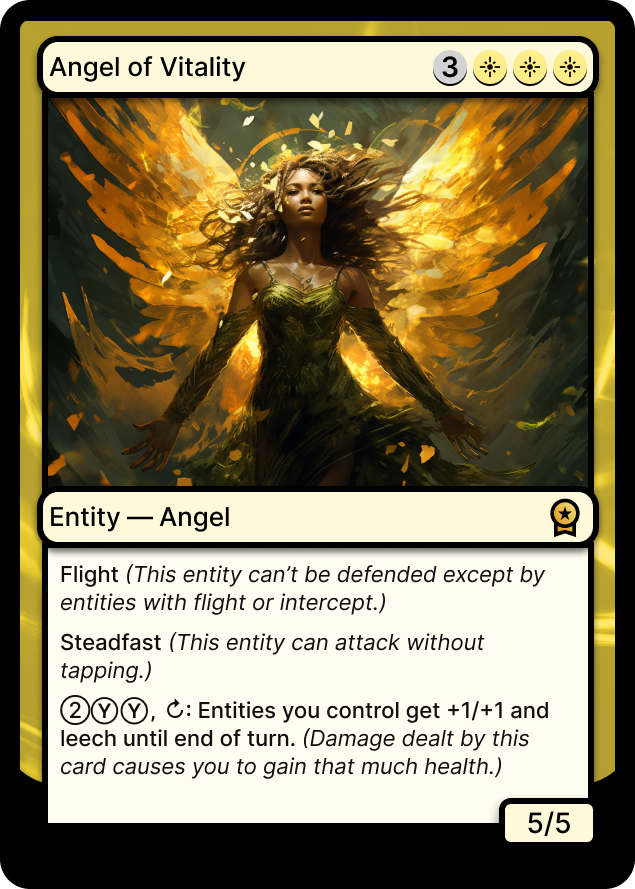 Angel of Vitality 3
Entity — Angel
Flight (This entity can’t be defended except by
entities with flight or intercept.)
Steadfast (This entity can attack without
tapping.)
②ⓎⓎ, ↻: Entities you control get +1/+1 and
leech until end of turn. (Damage dealt by this
card causes you to gain that much health.)
5/5